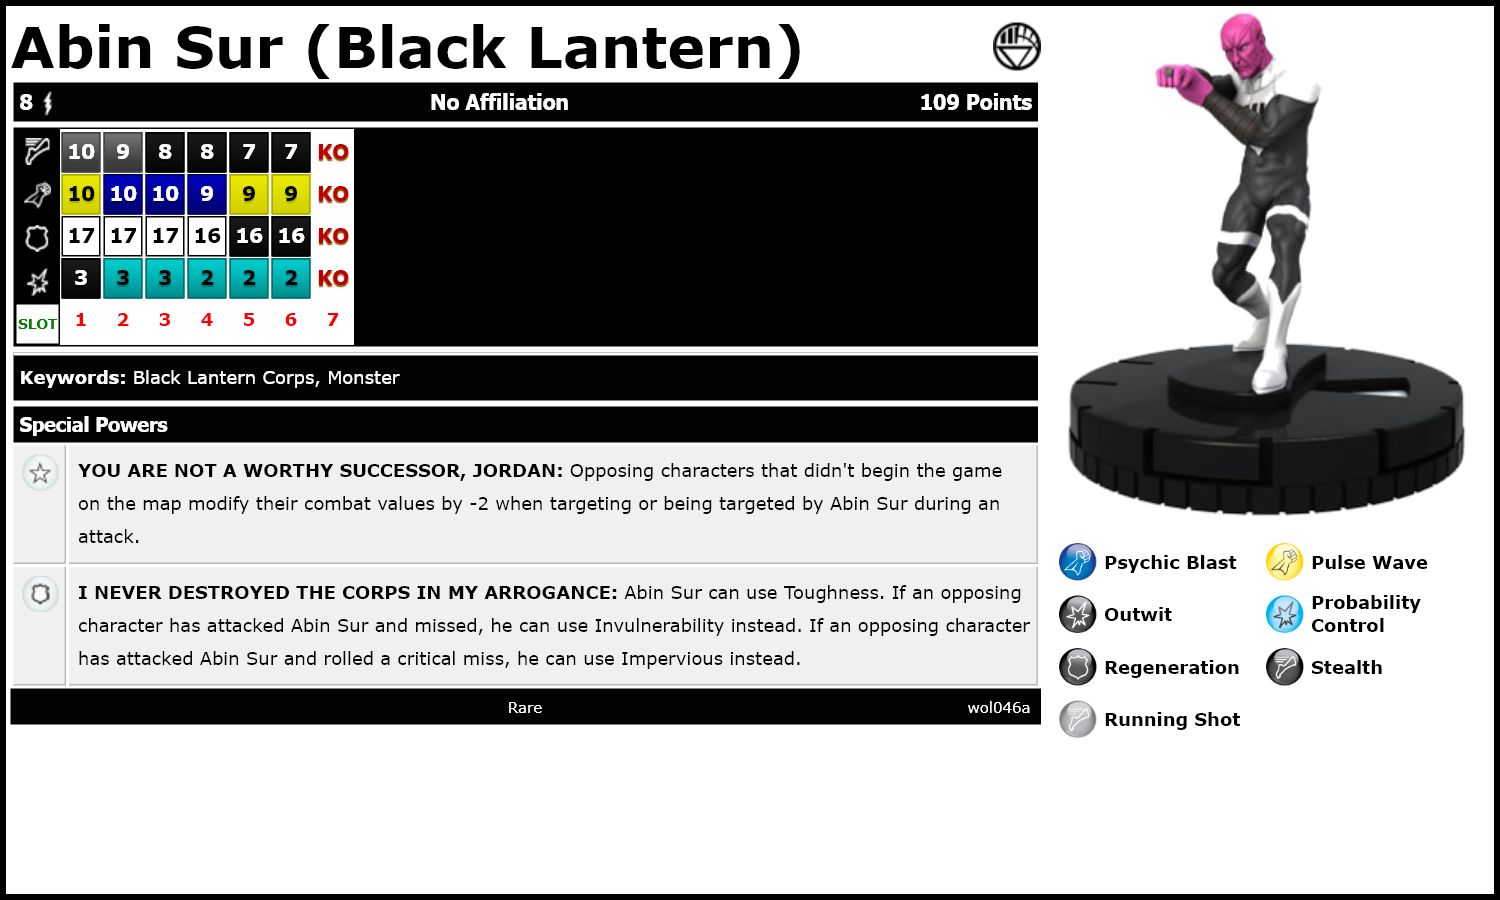 Abin Sur (Black Lantern)
8 No Affiliation 109 Points
10 9 8 8 7 7 KO
10 10 10 9 9 9 KO
17 17 17 16 16 16 KO
3 3 3 2 2 2 KO
SLOT 1 2 3 4 5 6 7
Keywords: Black Lantern Corps, Monster
Special Powers
YOU ARE NOT A WORTHY SUCCESSOR, JORDAN: Opposing characters that didn't begin the game
on the map modify their combat values by -2 when targeting or being targeted by Abin Sur during an
attack.
I NEVER DESTROYED THE CORPS IN MY ARROGANCE: Abin Sur can use Toughness. If an opposing
character has attacked Abin Sur and missed, he can use Invulnerability instead. If an opposing character
has attacked Abin Sur and rolled a critical miss, he can use Impervious instead.
Rare wol046a
Psychic Blast Pulse Wave
Outwit Probability
Control
Regeneration Stealth
Running Shot